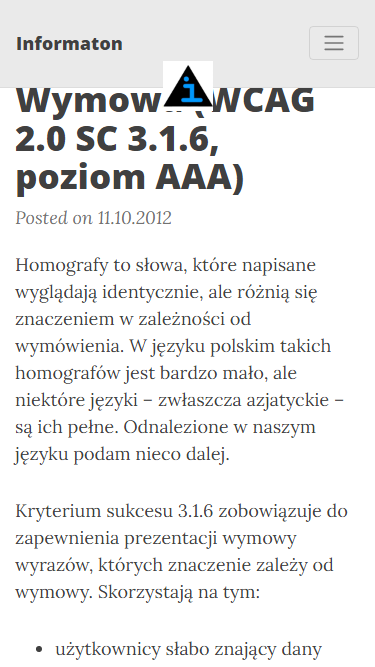 Informaton
Wymowa (WCAG
2.0 SC 3.1.6,
poziom AAA)
Posted on 11.10.2012
Homografy to słowa, które napisane
wyglądają identycznie, ale różnią się
znaczeniem w zależności od
wymówienia. W języku polskim takich
homografów jest bardzo mało, ale
niektóre języki – zwłaszcza azjatyckie –
są ich pełne. Odnalezione w naszym
języku podam nieco dalej.
Kryterium sukcesu 3.1.6 zobowiązuje do
zapewnienia prezentacji wymowy
wyrazów, których znaczenie zależy od
wymowy. Skorzystają na tym:
• użytkownicy słabo znający dany